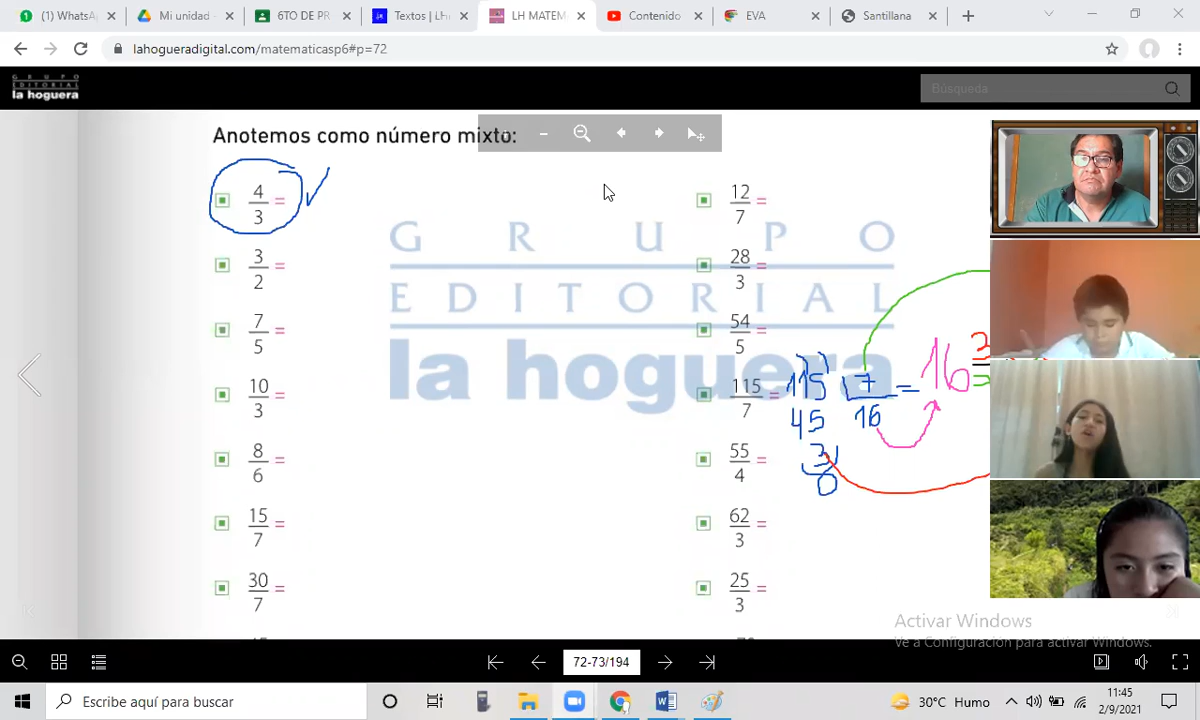 (1) WhatsA
Mi unidad -
6TO DE PR
Textos | LH
LH MATEM
Contenido
EVA
Santillana
lahogueradigital.com/matematicasp6#p=72
GRUPO
EDITORIAL
la hoguera
Búsqueda
Anotemos como número mixto:
4/3 =
3/2 =
7/5 =
10/3 =
8/6 =
15/7 =
30/7 =
12/7 =
28/3 =
54/5 =
115/7 =
55/4 =
62/3 =
25/3 =
115 7 = 16
45 16
3
0
GRUPO
EDITORIAL
la hoguera
Activar Windows
Ve a Configuración para activar Windows.
72-73/194
Escribe aquí para buscar
30°C Humo
11:45
2/9/2021